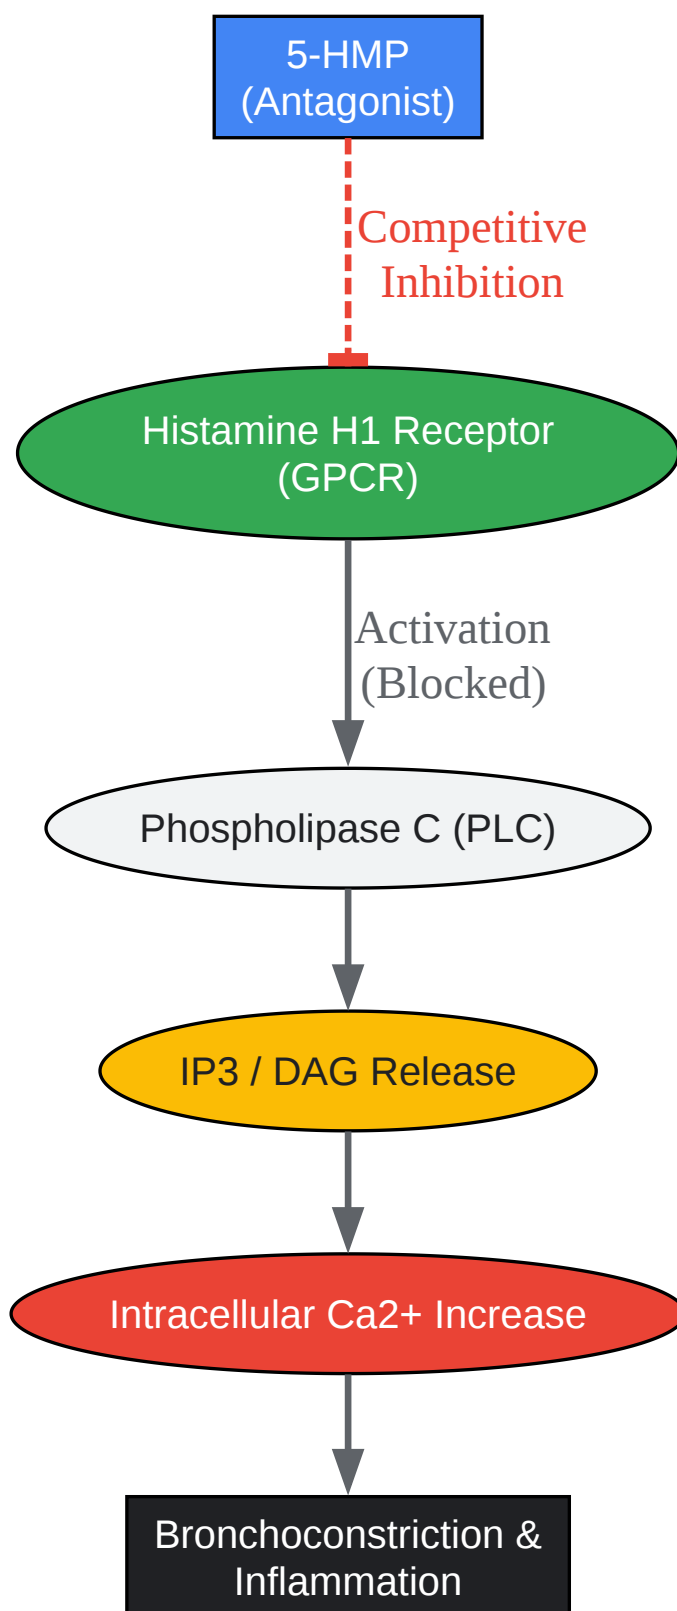 5-HMP
(Antagonist)
Competitive
Inhibition
Histamine H1 Receptor
(GPCR)
Activation
(Blocked)
Phospholipase C (PLC)
IP3 / DAG Release
Intracellular Ca2+ Increase
Bronchoconstriction &
Inflammation